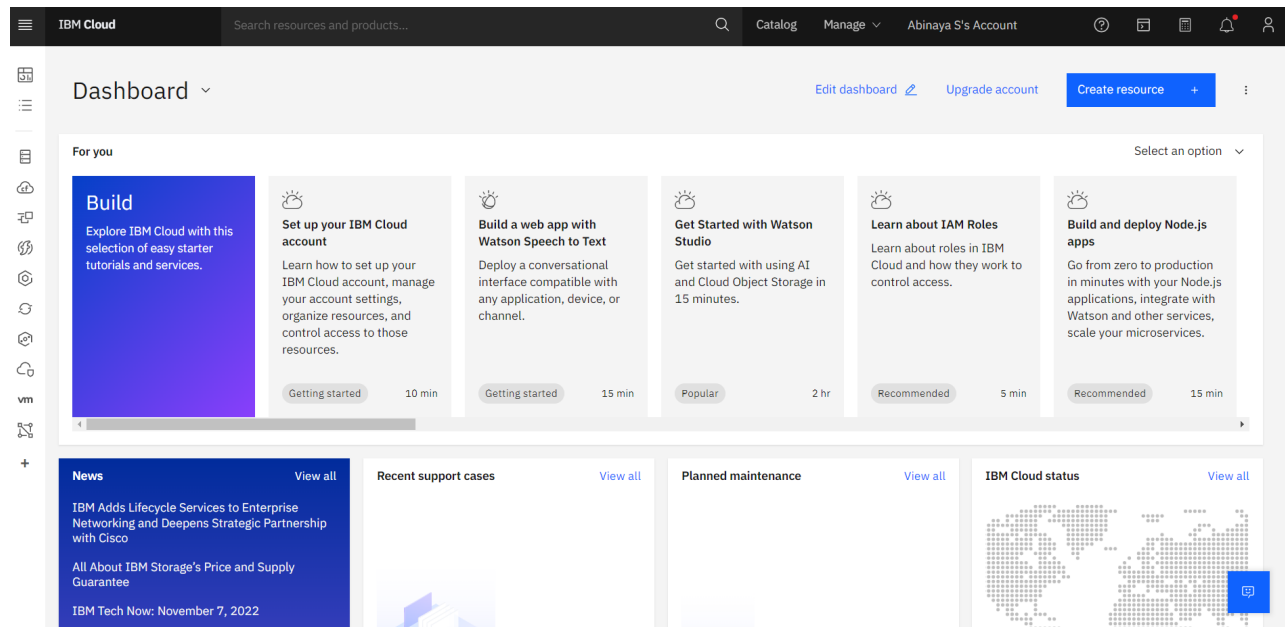 IBM Cloud
Search resources and products...
Catalog
Manage
Abinaya S's Account
Dashboard
Edit dashboard
Upgrade account
Create resource +
For you
Select an option
Build
Explore IBM Cloud with this
selection of easy starter
tutorials and services.
Set up your IBM Cloud
account
Learn how to set up your
IBM Cloud account, manage
your account settings,
organize resources, and
control access to those
resources.
Getting started
10 min
Build a web app with
Watson Speech to Text
Deploy a conversational
interface compatible with
any application, device, or
channel.
Getting started
15 min
Get Started with Watson
Studio
Get started with using AI
and Cloud Object Storage in
15 minutes.
Popular
2 hr
Learn about IAM Roles
Learn about roles in IBM
Cloud and how they work to
control access.
Recommended
5 min
Build and deploy Node.js
apps
Go from zero to production
in minutes with your Node.js
applications, integrate with
Watson and other services,
scale your microservices.
Recommended
15 min
vm
News
View all
IBM Adds Lifecycle Services to Enterprise
Networking and Deepens Strategic Partnership
with Cisco
All About IBM Storage's Price and Supply
Guarantee
IBM Tech Now: November 7, 2022
Recent support cases
View all
Planned maintenance
View all
IBM Cloud status
View all